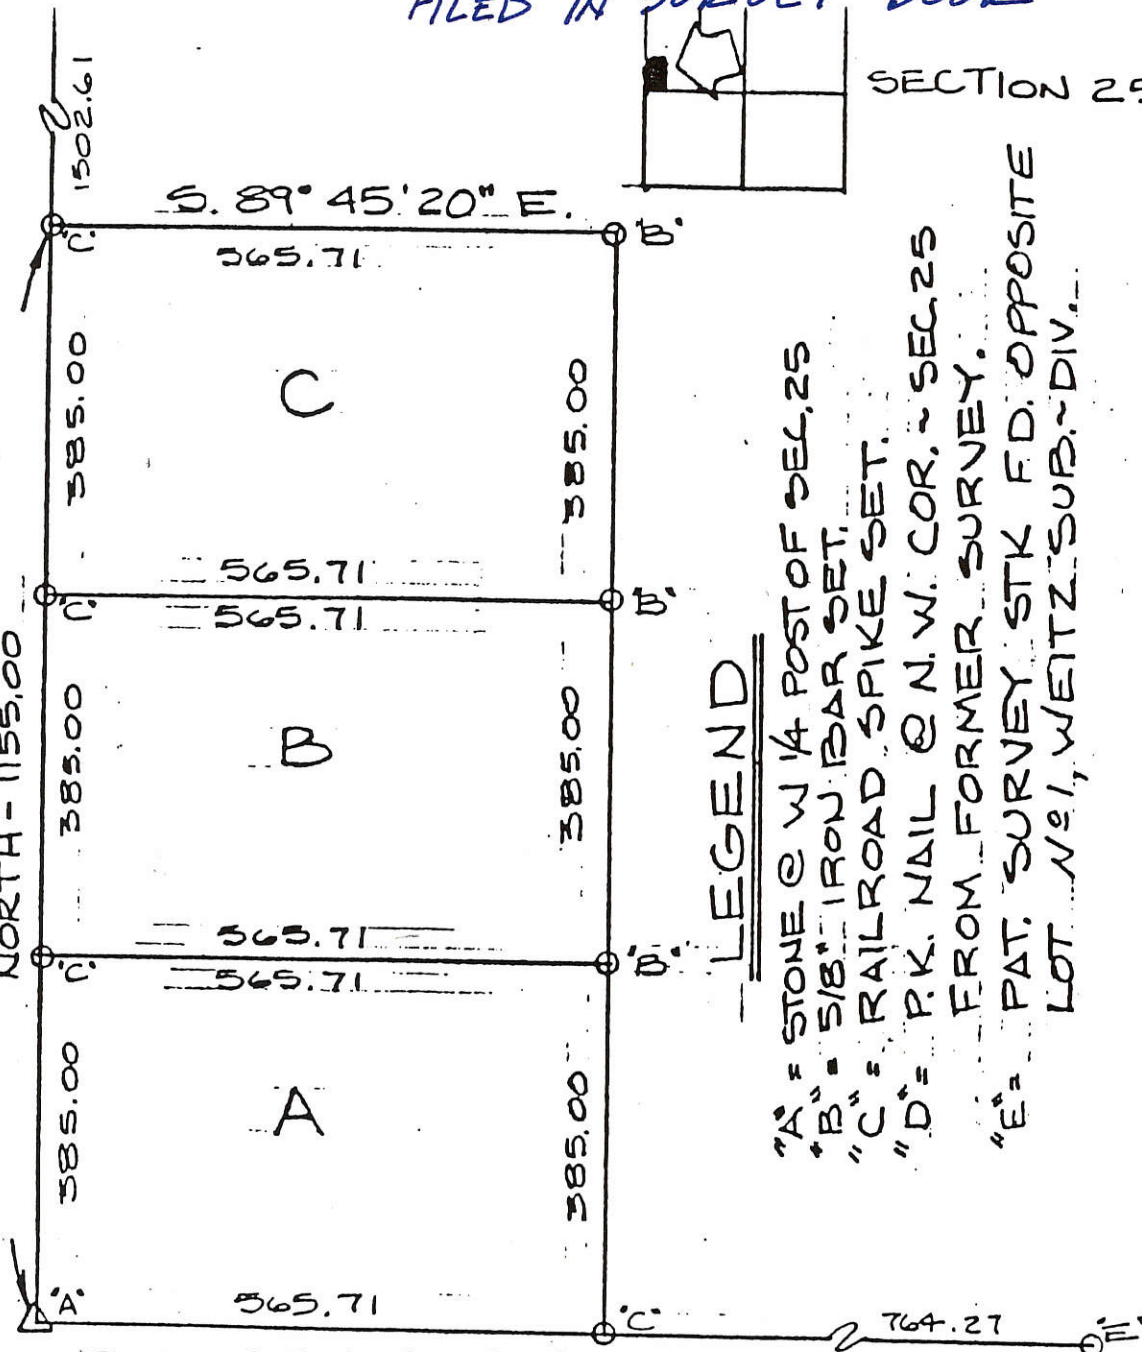 FILED IN SURVEY BOOK
SECTION 25
1502.61
S. 89° 45' 20" E.
"C"
565.71
"B"
385.00
C
385.00
565.71
"C"
"B"
565.71
NORTH - 1155.00
385.00
B
385.00
565.71
"C"
"B"
565.71
385.00
A
385.00
"A"
565.71
"C"
764.27
"E"
LEGEND
"A" = STONE @ W 1/4 POST OF SEC. 25
"B" = 5/8" IRON BAR SET.
"C" = RAILROAD SPIKE SET.
"D" = P.K. NAIL @ N.W. COR. ~ SEC. 25
FROM FORMER SURVEY.
"E" = PAT. SURVEY STK F.D. OPPOSITE
LOT Nº 1, WEITZ SUB.~DIV.